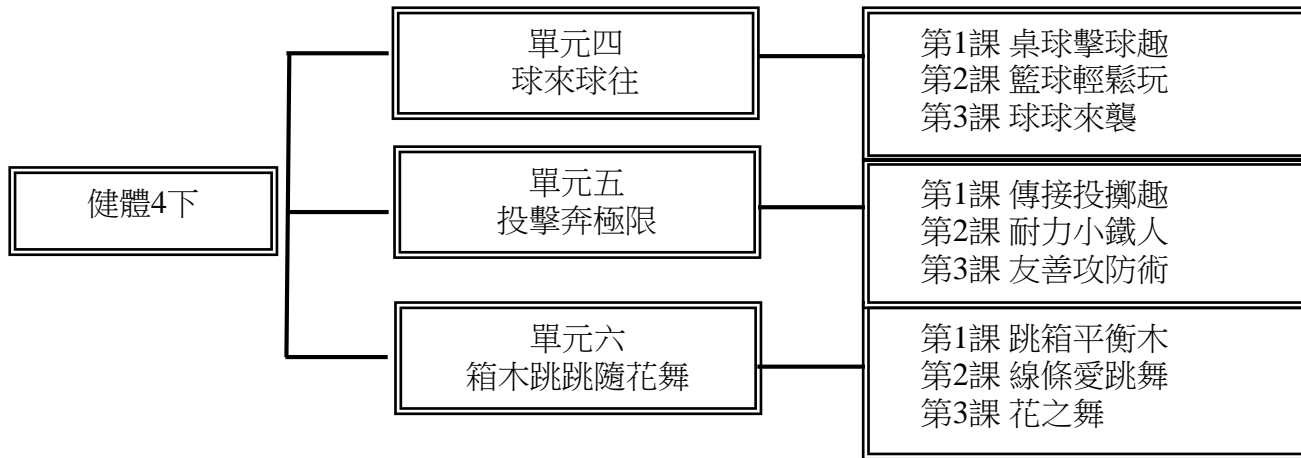 健體4下
單元四
球來球往
第1課 桌球擊球趣
第2課 籃球輕鬆玩
第3課 球球來襲
單元五
投擊奔極限
第1課 傳接投擲趣
第2課 耐力小鐵人
第3課 友善攻防術
單元六
箱木跳跳隨花舞
第1課 跳箱平衡木
第2課 線條愛跳舞
第3課 花之舞